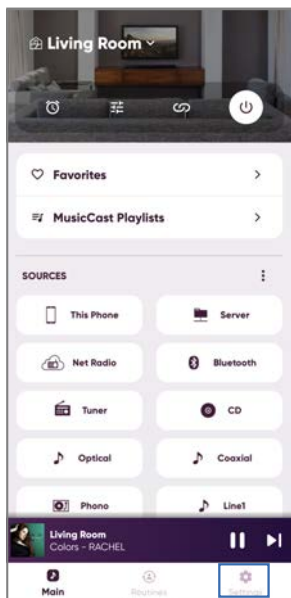 Living Room
Favorites
MusicCast Playlists
SOURCES
This Phone
Server
Net Radio
Bluetooth
Tuner
CD
Optical
Coaxial
Phono
Line1
Living Room
Colors - RACHEL
Main
Routines
Settings